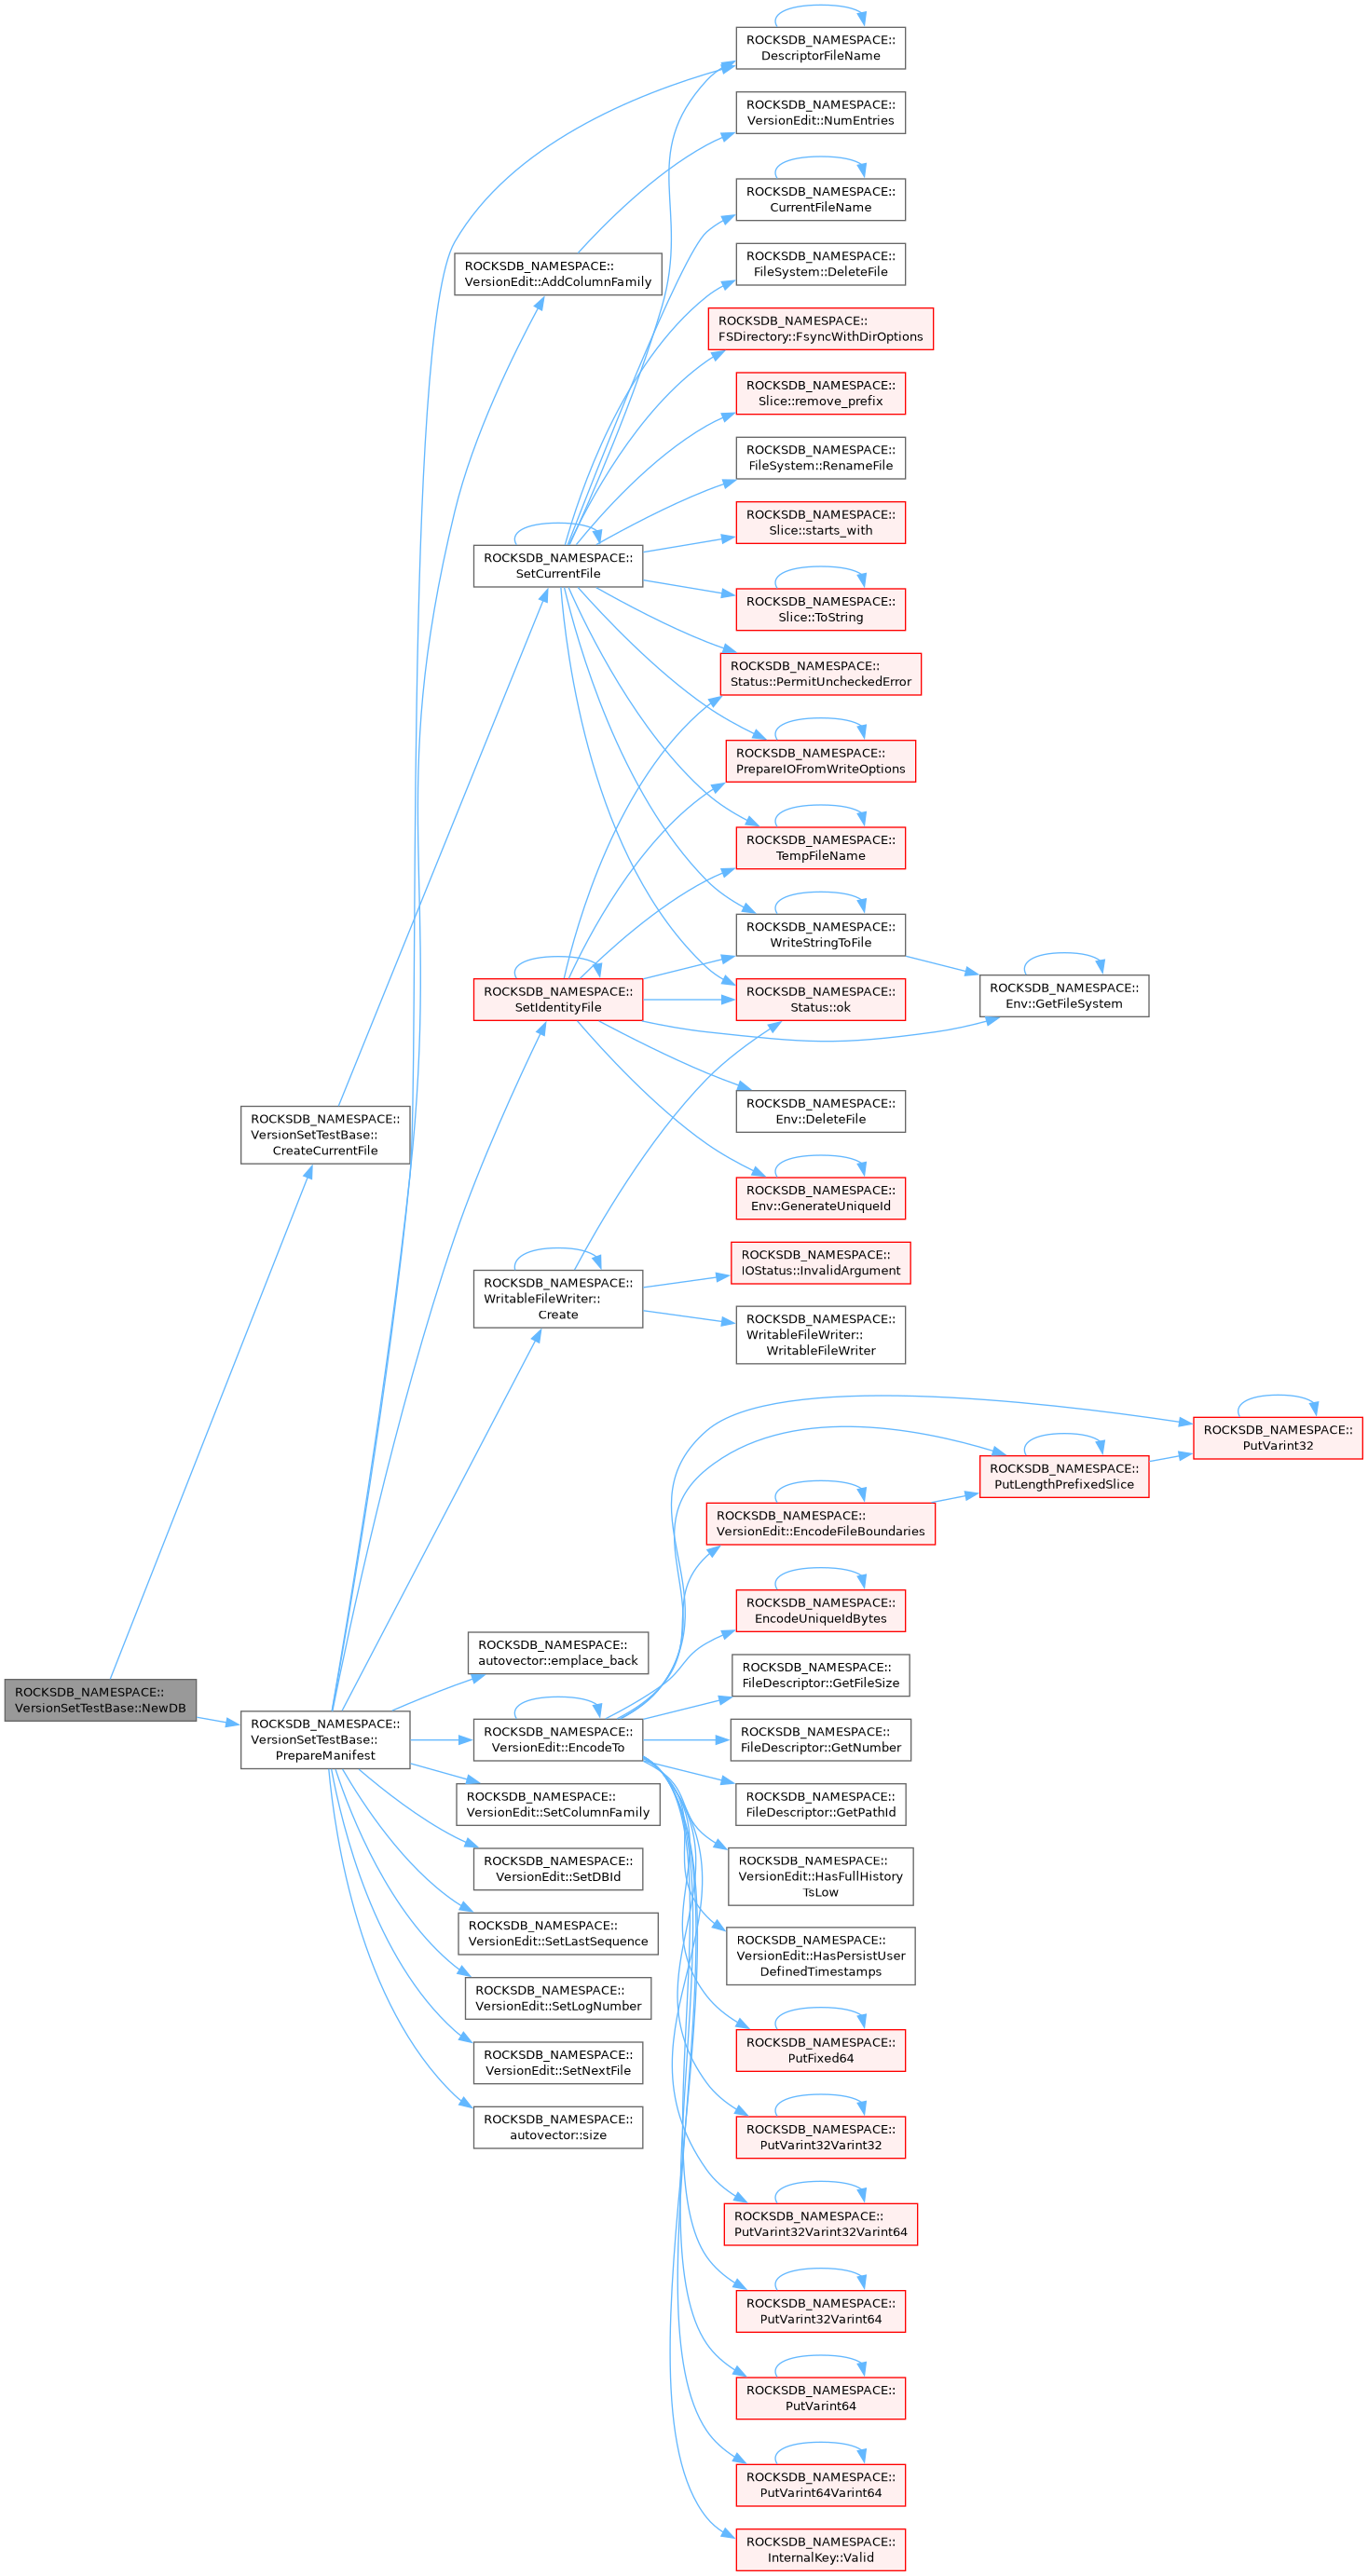 ROCKSDB_NAMESPACE::
DescriptorFileName
ROCKSDB_NAMESPACE::
VersionEdit::NumEntries
ROCKSDB_NAMESPACE::
CurrentFileName
ROCKSDB_NAMESPACE::
FileSystem::DeleteFile
ROCKSDB_NAMESPACE::
VersionEdit::AddColumnFamily
ROCKSDB_NAMESPACE::
FSDirectory::FsyncWithDirOptions
ROCKSDB_NAMESPACE::
Slice::remove_prefix
ROCKSDB_NAMESPACE::
FileSystem::RenameFile
ROCKSDB_NAMESPACE::
Slice::starts_with
ROCKSDB_NAMESPACE::
SetCurrentFile
ROCKSDB_NAMESPACE::
Slice::ToString
ROCKSDB_NAMESPACE::
Status::PermitUncheckedError
ROCKSDB_NAMESPACE::
PrepareIOFromWriteOptions
ROCKSDB_NAMESPACE::
TempFileName
ROCKSDB_NAMESPACE::
WriteStringToFile
ROCKSDB_NAMESPACE::
SetIdentityFile
ROCKSDB_NAMESPACE::
Status::ok
ROCKSDB_NAMESPACE::
Env::GetFileSystem
ROCKSDB_NAMESPACE::
Env::DeleteFile
ROCKSDB_NAMESPACE::
VersionSetTestBase::
CreateCurrentFile
ROCKSDB_NAMESPACE::
Env::GenerateUniqueId
ROCKSDB_NAMESPACE::
IOStatus::InvalidArgument
ROCKSDB_NAMESPACE::
WritableFileWriter::
Create
ROCKSDB_NAMESPACE::
WritableFileWriter::
WritableFileWriter
ROCKSDB_NAMESPACE::
PutVarint32
ROCKSDB_NAMESPACE::
PutLengthPrefixedSlice
ROCKSDB_NAMESPACE::
VersionEdit::EncodeFileBoundaries
ROCKSDB_NAMESPACE::
EncodeUniqueIdBytes
ROCKSDB_NAMESPACE::
autovector::emplace_back
ROCKSDB_NAMESPACE::
FileDescriptor::GetFileSize
ROCKSDB_NAMESPACE::
VersionSetTestBase::NewDB
ROCKSDB_NAMESPACE::
VersionSetTestBase::
PrepareManifest
ROCKSDB_NAMESPACE::
VersionEdit::EncodeTo
ROCKSDB_NAMESPACE::
FileDescriptor::GetNumber
ROCKSDB_NAMESPACE::
VersionEdit::SetColumnFamily
ROCKSDB_NAMESPACE::
FileDescriptor::GetPathId
ROCKSDB_NAMESPACE::
VersionEdit::SetDBId
ROCKSDB_NAMESPACE::
VersionEdit::HasFullHistory
TsLow
ROCKSDB_NAMESPACE::
VersionEdit::SetLastSequence
ROCKSDB_NAMESPACE::
VersionEdit::HasPersistUser
DefinedTimestamps
ROCKSDB_NAMESPACE::
VersionEdit::SetLogNumber
ROCKSDB_NAMESPACE::
VersionEdit::SetNextFile
ROCKSDB_NAMESPACE::
PutFixed64
ROCKSDB_NAMESPACE::
autovector::size
ROCKSDB_NAMESPACE::
PutVarint32Varint32
ROCKSDB_NAMESPACE::
PutVarint32Varint32Varint64
ROCKSDB_NAMESPACE::
PutVarint32Varint64
ROCKSDB_NAMESPACE::
PutVarint64
ROCKSDB_NAMESPACE::
PutVarint64Varint64
ROCKSDB_NAMESPACE::
InternalKey::Valid